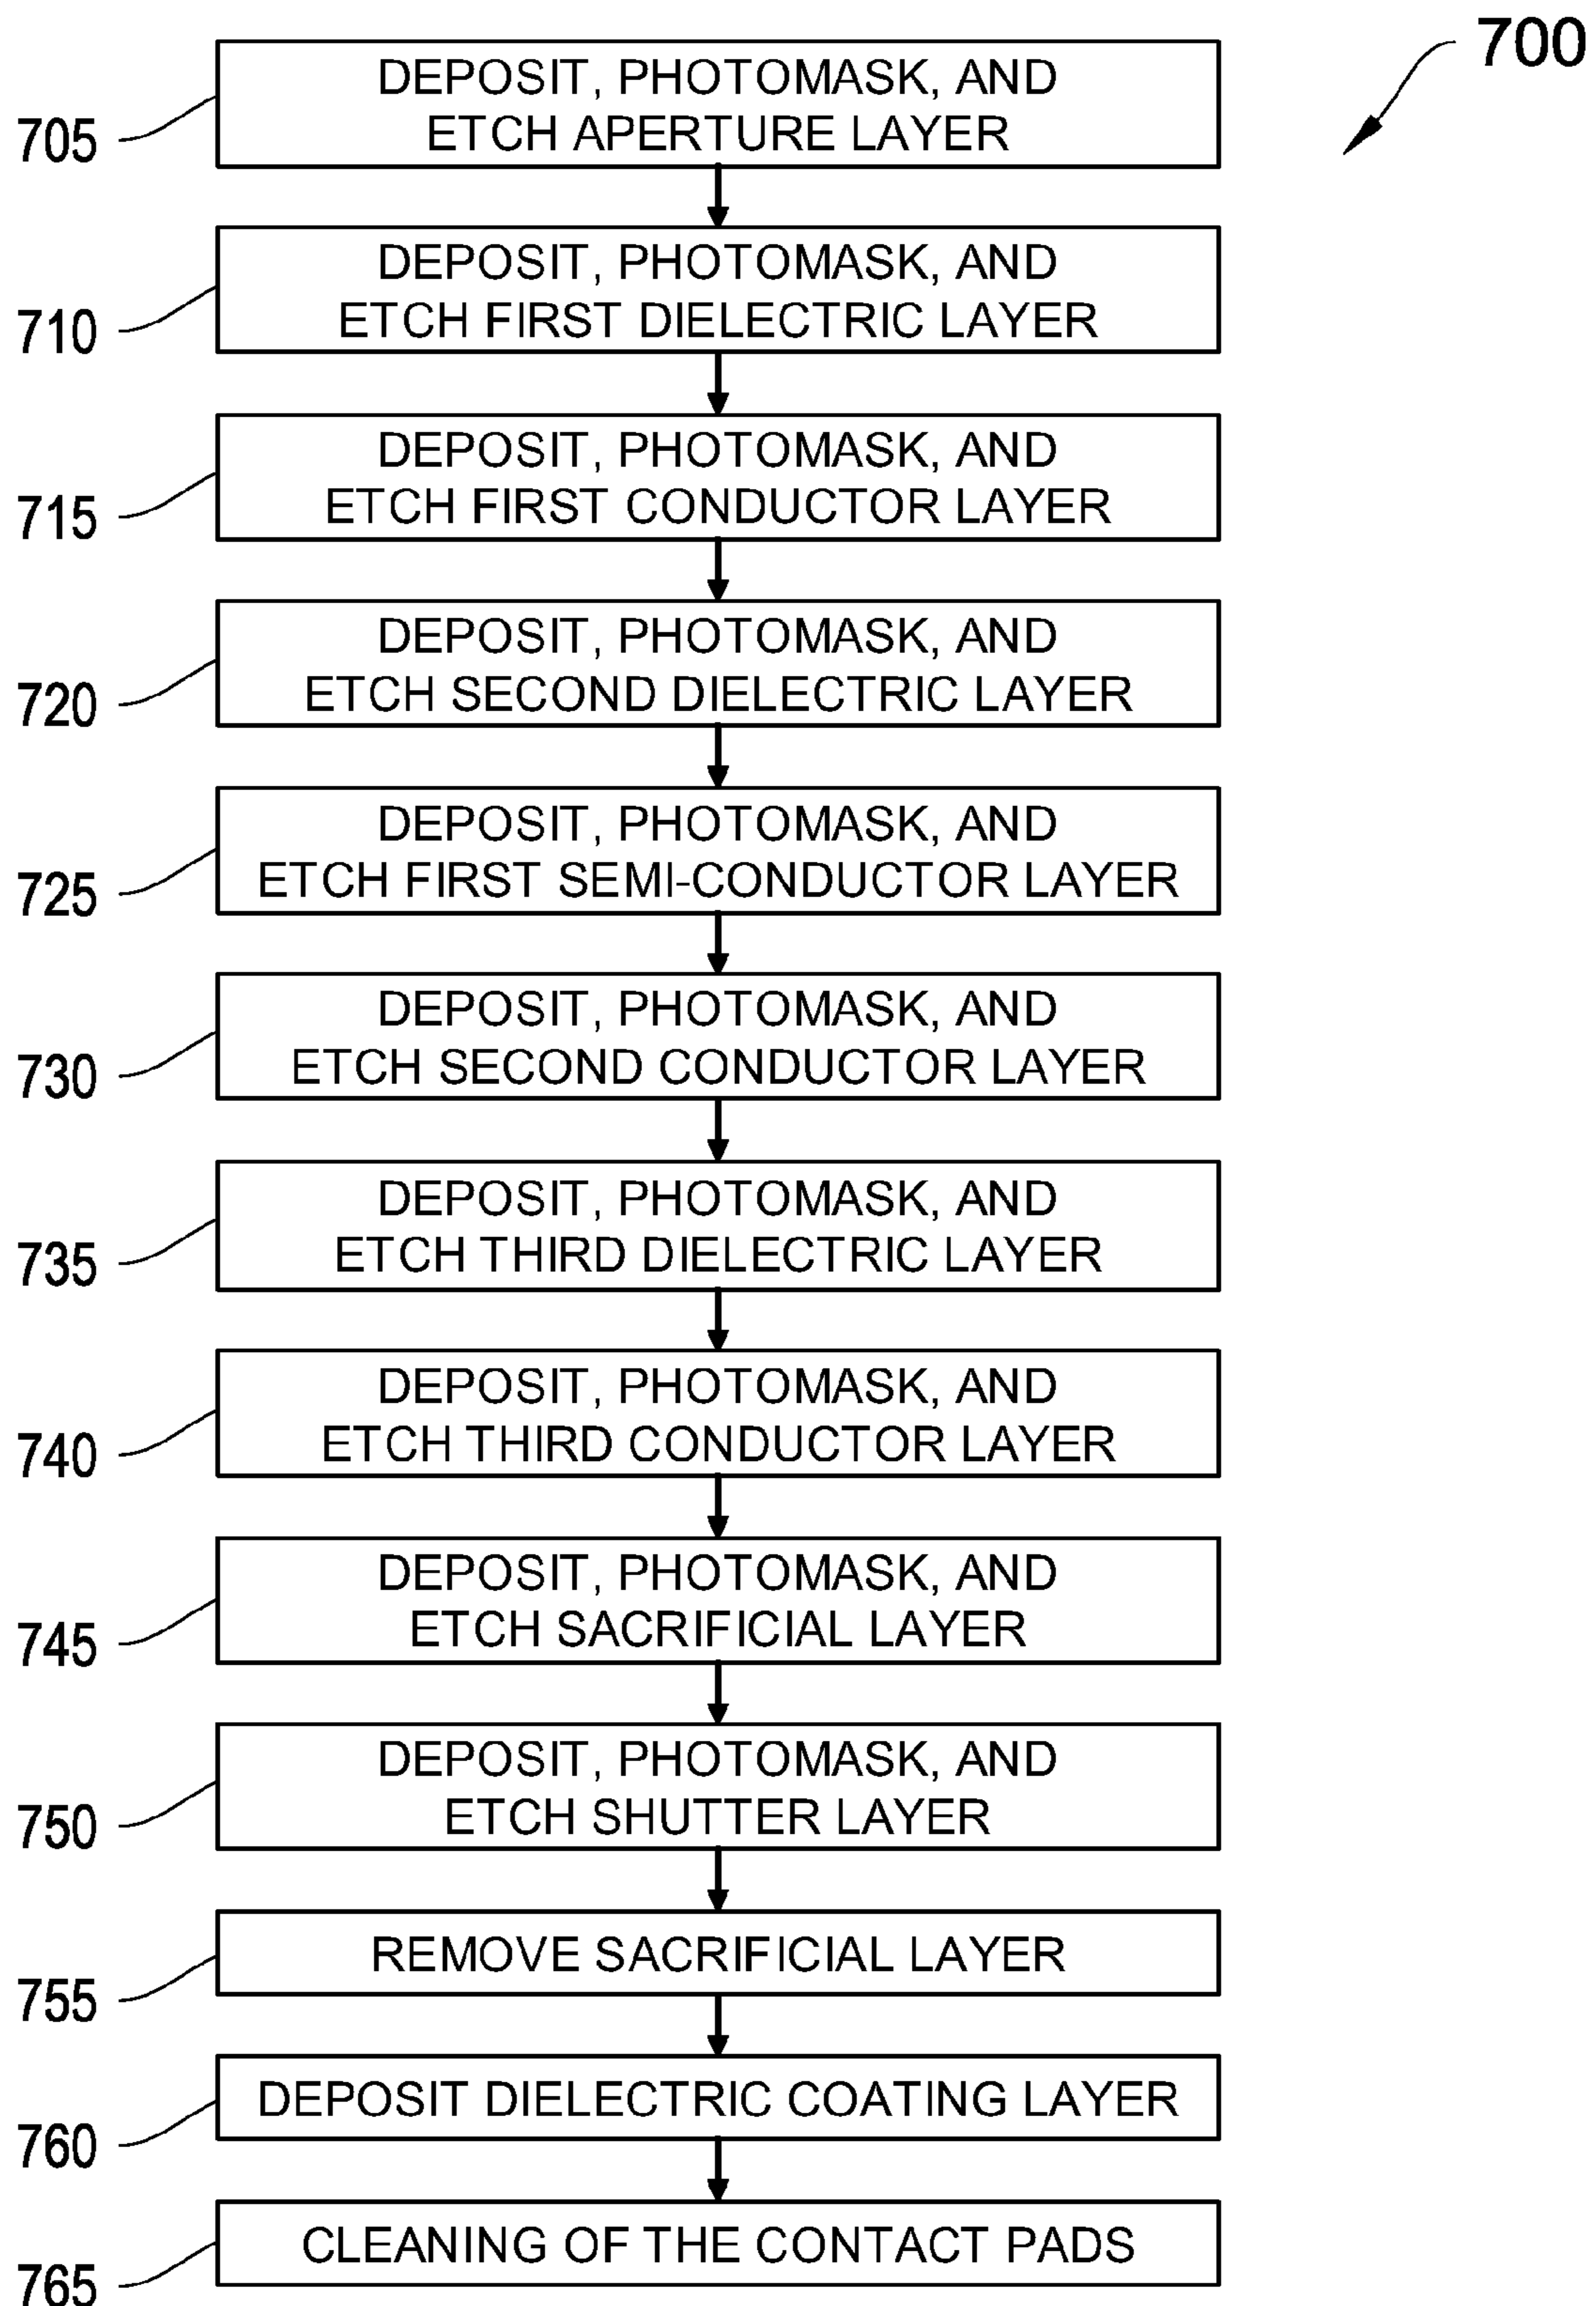 700
DEPOSIT, PHOTOMASK, AND
ETCH APERTURE LAYER
705
DEPOSIT, PHOTOMASK, AND
ETCH FIRST DIELECTRIC LAYER
710
DEPOSIT, PHOTOMASK, AND
ETCH FIRST CONDUCTOR LAYER
715
DEPOSIT, PHOTOMASK, AND
ETCH SECOND DIELECTRIC LAYER
720
DEPOSIT, PHOTOMASK, AND
ETCH FIRST SEMI-CONDUCTOR LAYER
725
DEPOSIT, PHOTOMASK, AND
ETCH SECOND CONDUCTOR LAYER
730
DEPOSIT, PHOTOMASK, AND
ETCH THIRD DIELECTRIC LAYER
735
DEPOSIT, PHOTOMASK, AND
ETCH THIRD CONDUCTOR LAYER
740
DEPOSIT, PHOTOMASK, AND
ETCH SACRIFICIAL LAYER
745
DEPOSIT, PHOTOMASK, AND
ETCH SHUTTER LAYER
750
REMOVE SACRIFICIAL LAYER
755
DEPOSIT DIELECTRIC COATING LAYER
760
CLEANING OF THE CONTACT PADS
765